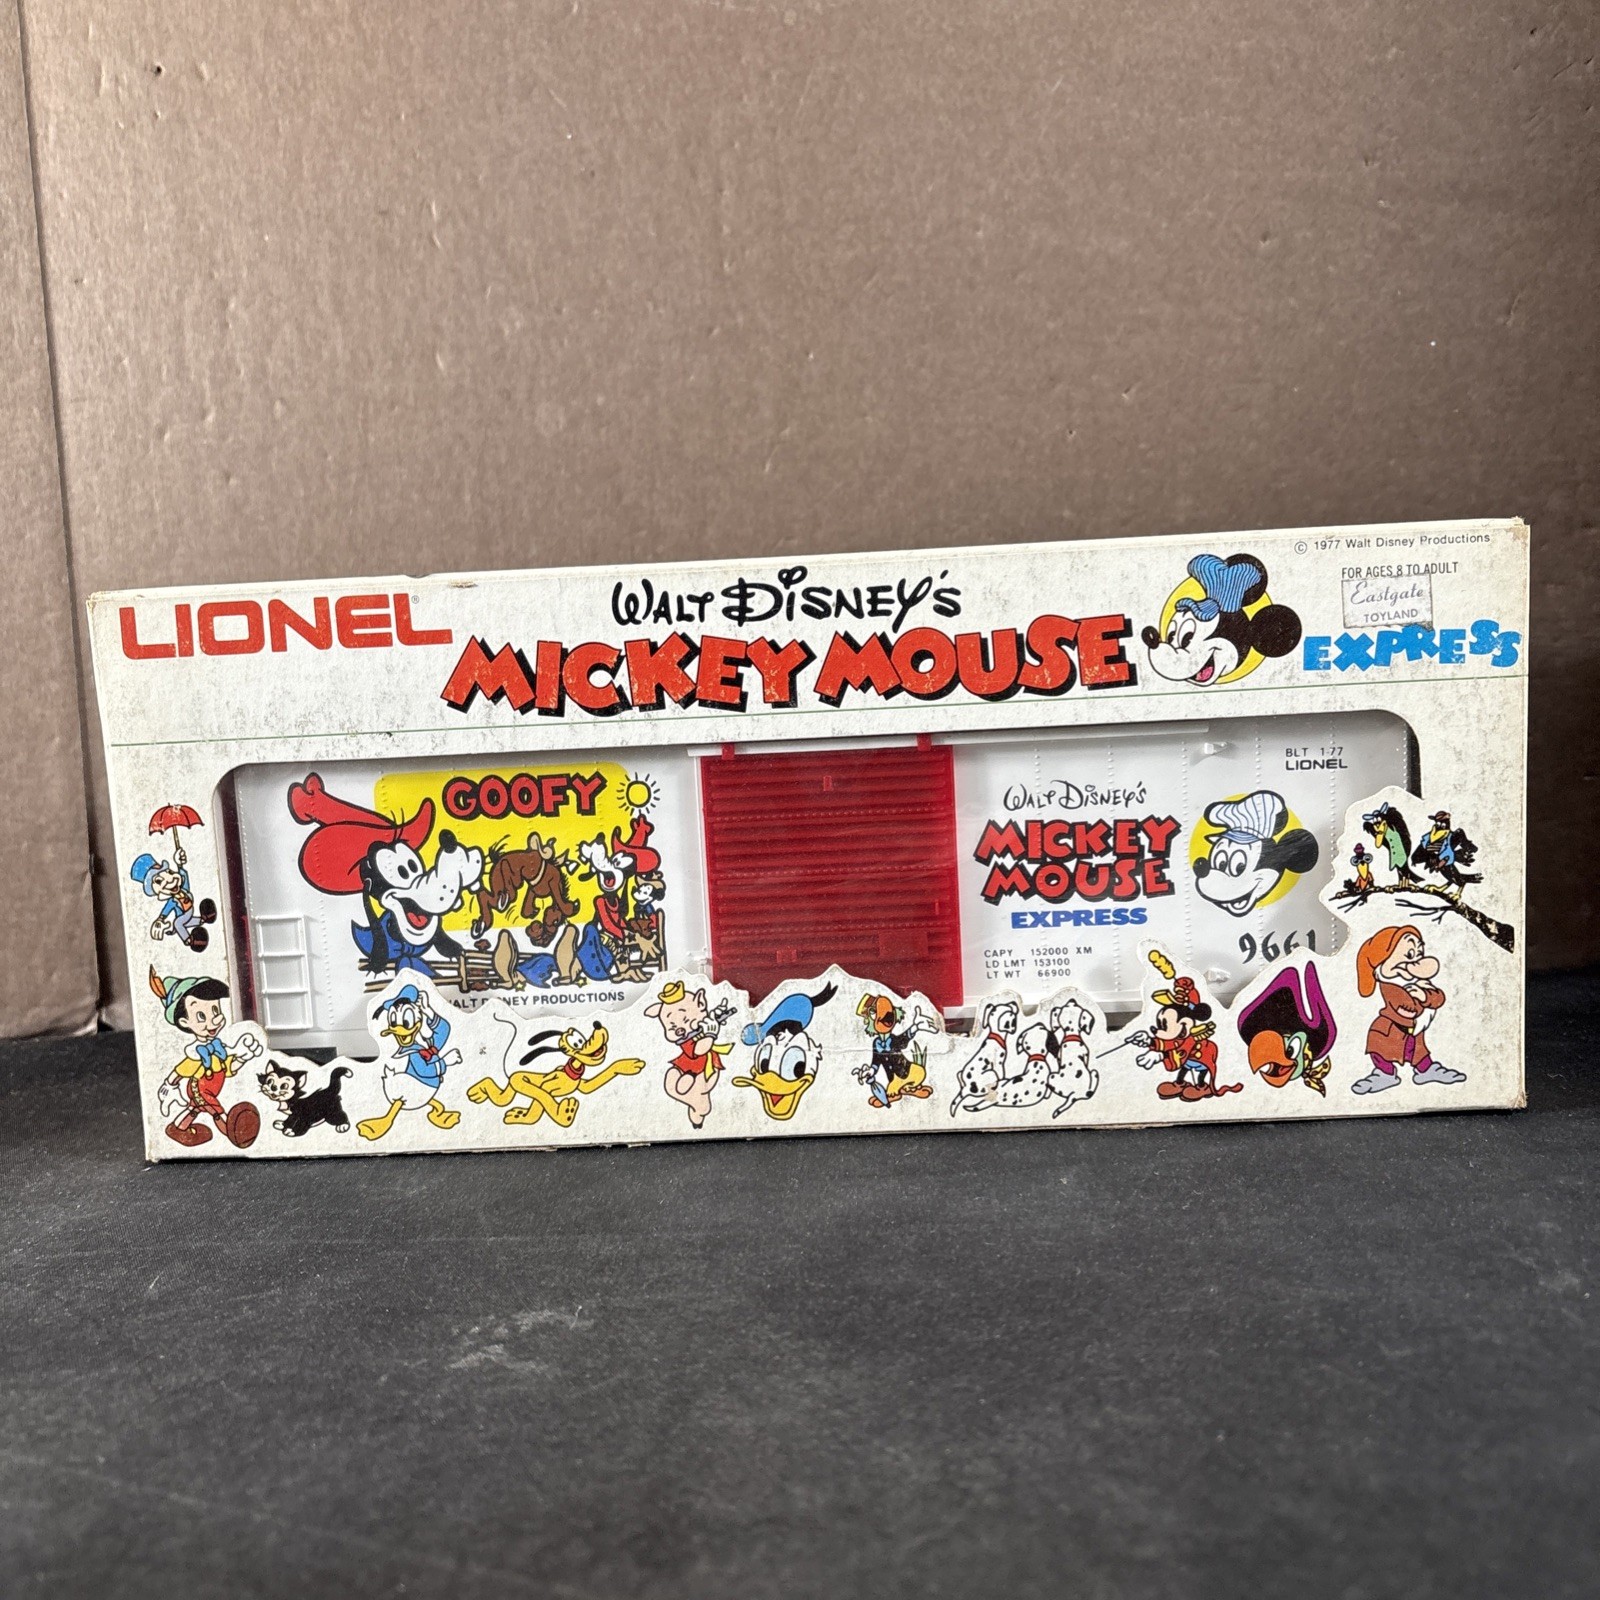 © 1977 Walt Disney Productions
FOR AGES 8 TO ADULT
Eastgate
TOYLAND
LIONEL®
WALT DISNEY'S
MICKEY MOUSE
EXPRESS
GOOFY
WALT DISNEY PRODUCTIONS
BLT 1-77
LIONEL
WALT DISNEY'S
MICKEY
MOUSE
EXPRESS
CAPY 152000 XM
LD LMT 153100
LT WT 66900
9661